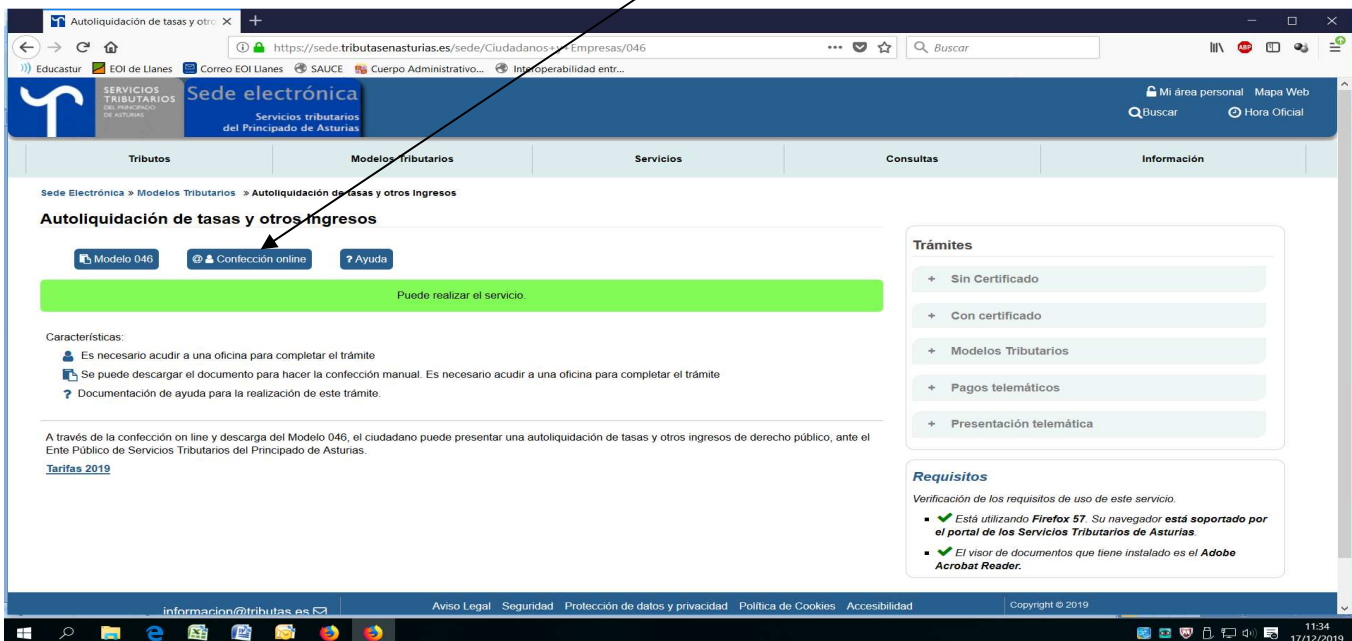 Autoliquidación de tasas y otro
https://sede.tributasenasturias.es/sede/Ciudadanos+y+Empresas/046
Buscar
Educastur EOI de Llanes Correo EOI Llanes SAUCE Cuerpo Administrativo... Interoperabilidad entr...
SERVICIOS
TRIBUTARIOS
DEL PRINCIPADO
DE ASTURIAS
Sede electrónica
Servicios tributarios
del Principado de Asturias
Mi área personal Mapa Web
Buscar Hora Oficial
Tributos Modelos Tributarios Servicios Consultas Información
Sede Electrónica » Modelos Tributarios » Autoliquidación de tasas y otros Ingresos
Autoliquidación de tasas y otros Ingresos
Modelo 046 @ Confección online ? Ayuda
Puede realizar el servicio.
Características:
Es necesario acudir a una oficina para completar el trámite
Se puede descargar el documento para hacer la confección manual. Es necesario acudir a una oficina para completar el trámite
? Documentación de ayuda para la realización de este trámite.
A través de la confección on line y descarga del Modelo 046, el ciudadano puede presentar una autoliquidación de tasas y otros ingresos de derecho público, ante el
Ente Público de Servicios Tributarios del Principado de Asturias.
Tarifas 2019
Trámites
+ Sin Certificado
+ Con certificado
+ Modelos Tributarios
+ Pagos telemáticos
+ Presentación telemática
Requisitos
Verificación de los requisitos de uso de este servicio.
Está utilizando Firefox 57. Su navegador está soportado por
el portal de los Servicios Tributarios de Asturias.
El visor de documentos que tiene instalado es el Adobe
Acrobat Reader.
informacion@tributas.es
Aviso Legal Seguridad Protección de datos y privacidad Política de Cookies Accesibilidad
Copyright © 2019
11:34
17/12/2019